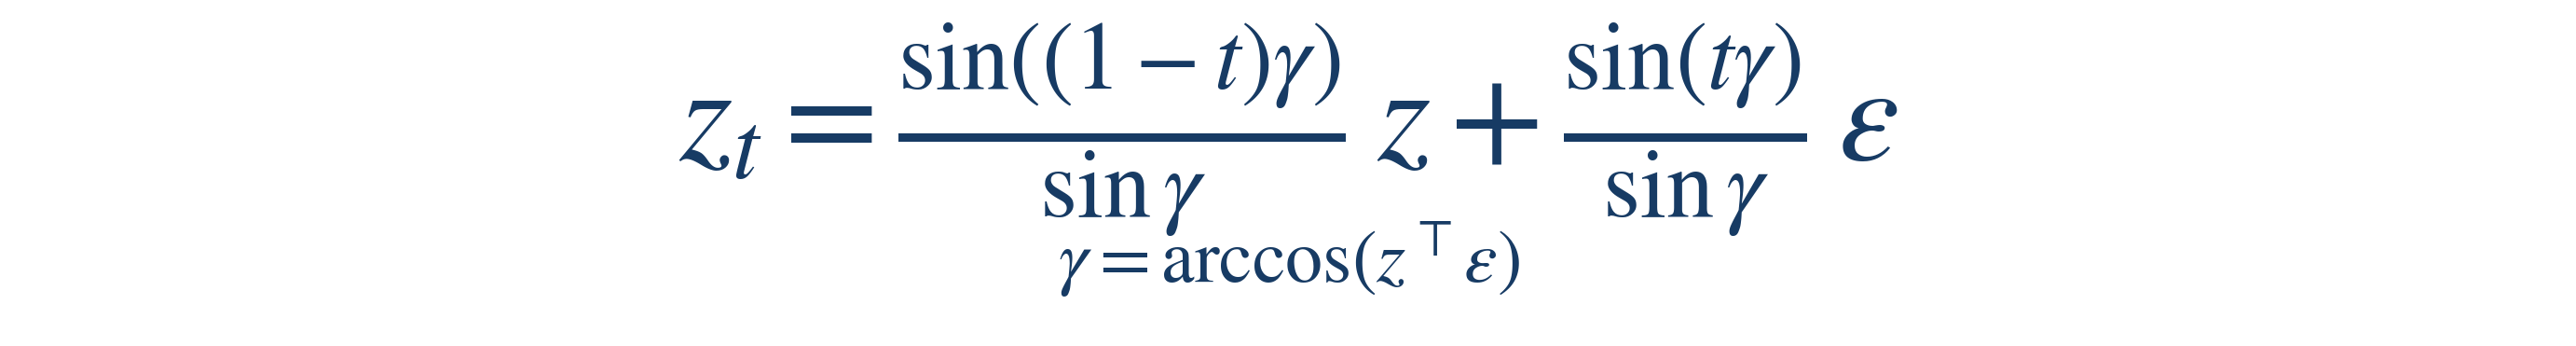 z_t = \frac{\sin((1-t)\gamma)}{\sin\gamma} z + \frac{\sin(t\gamma)}{\sin\gamma} \varepsilon
\gamma = \arccos(z^\top \varepsilon)